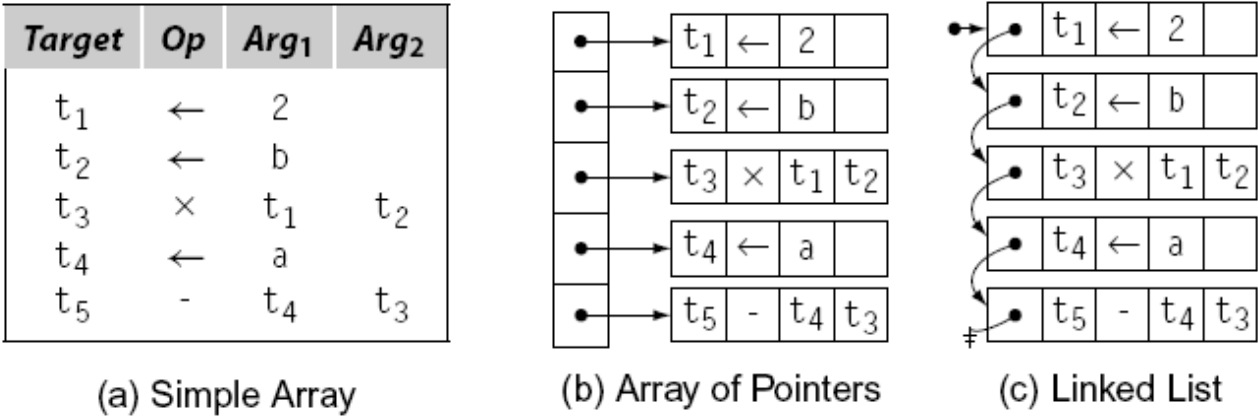 Target Op Arg1 Arg2
t1 ← 2
t2 ← b
t3 × t1 t2
t4 ← a
t5 - t4 t3
(a) Simple Array
t1 ← 2
t2 ← b
t3 × t1 t2
t4 ← a
t5 - t4 t3
(b) Array of Pointers
t1 ← 2
t2 ← b
t3 × t1 t2
t4 ← a
t5 - t4 t3
(c) Linked List